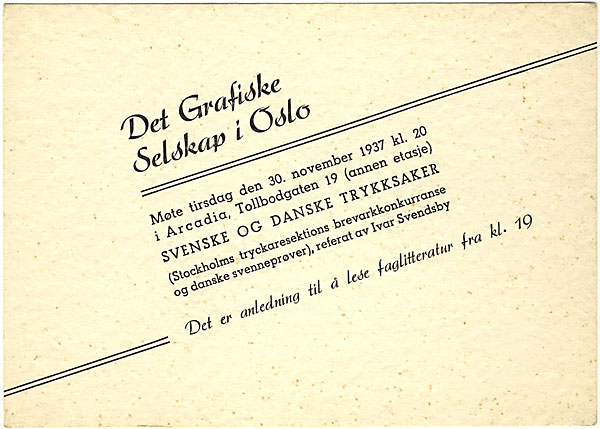 Det Grafiske
Selskap i Oslo
Møte tirsdag den 30. november 1937 kl. 20
i Arcadia, Tollbodgaten 19 (annen etasje)
SVENSKE OG DANSKE TRYKKSAKER
(Stockholms tryckaresektions brevarkkonkurranse
og danske svenneprøver), referat av Ivar Svendsby
Det er anledning til å lese faglitteratur fra kl. 19